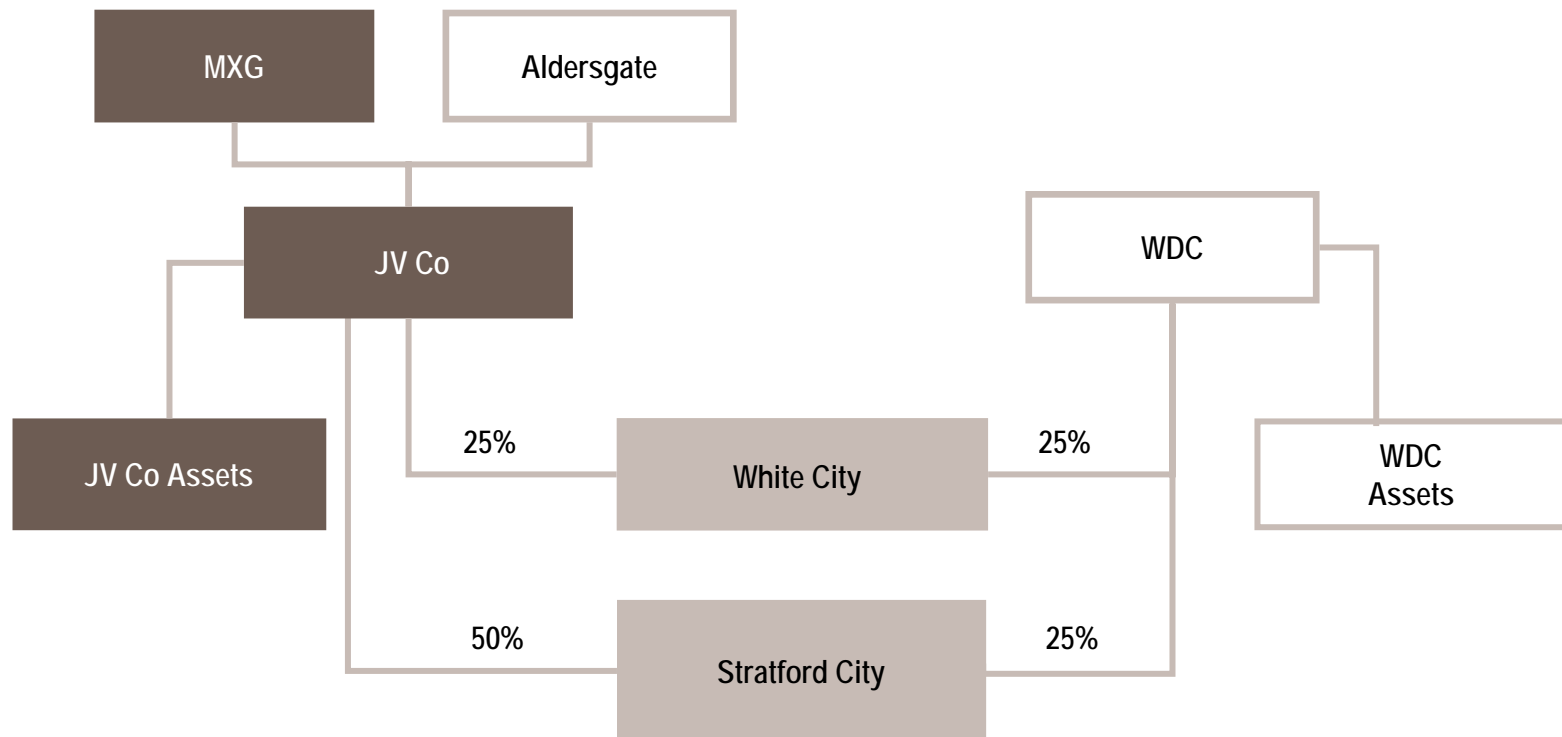 MXG
Aldersgate
JV Co
WDC
JV Co Assets
25%
White City
25%
WDC
Assets
50%
Stratford City
25%